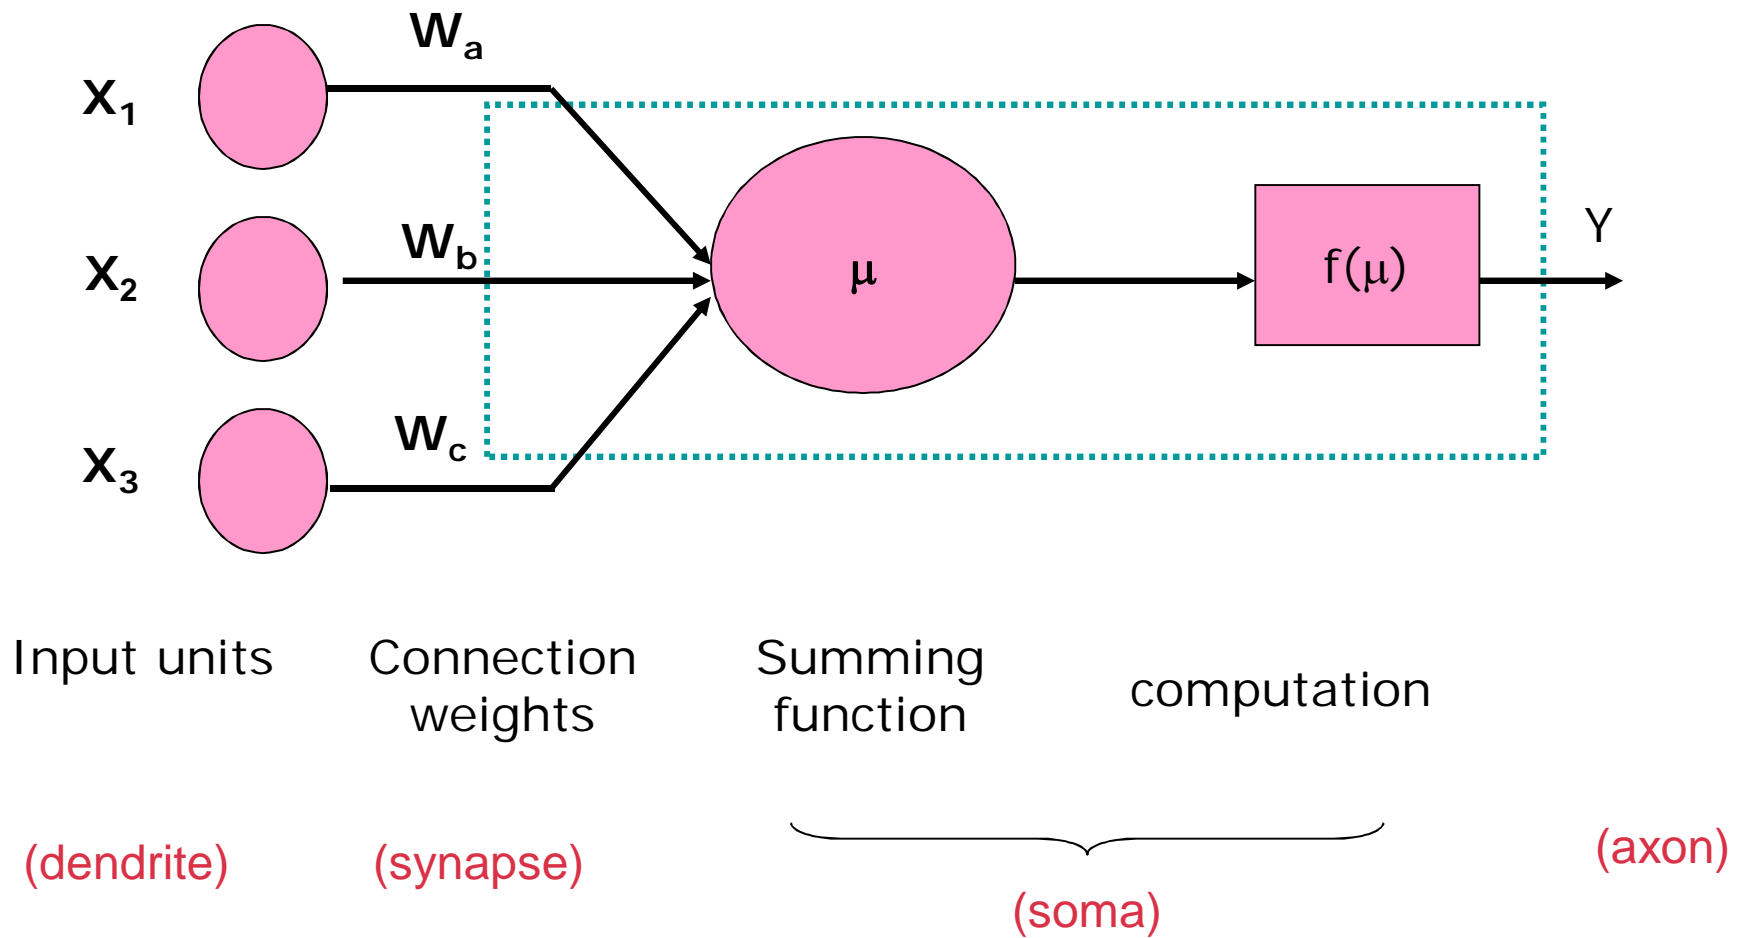 Wa
X1
Wb
X2
μ
f(μ)
Y
Wc
X3
Input units
Connection
weights
Summing
function
computation
(dendrite)
(synapse)
(soma)
(axon)